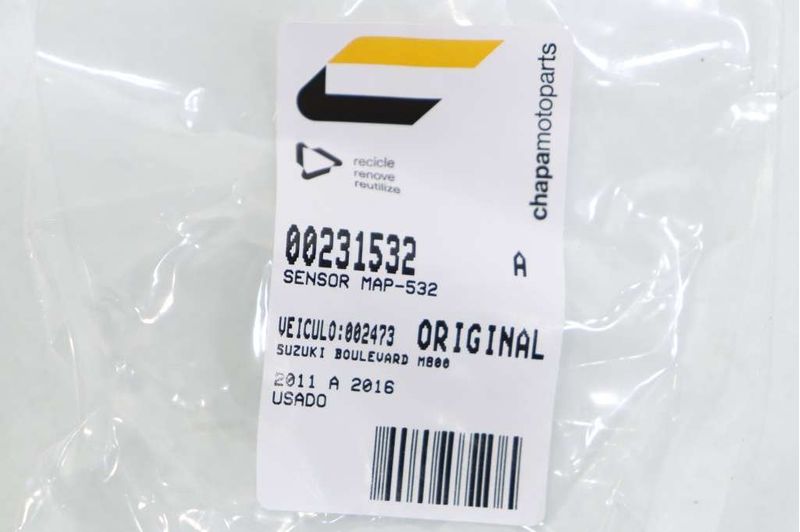 chapamotoparts
recicle
renove
reutilize
00231532 A
SENSOR MAP-532
VEICULO:002473 ORIGINAL
SUZUKI BOULEVARD M800
2011 A 2016
USADO